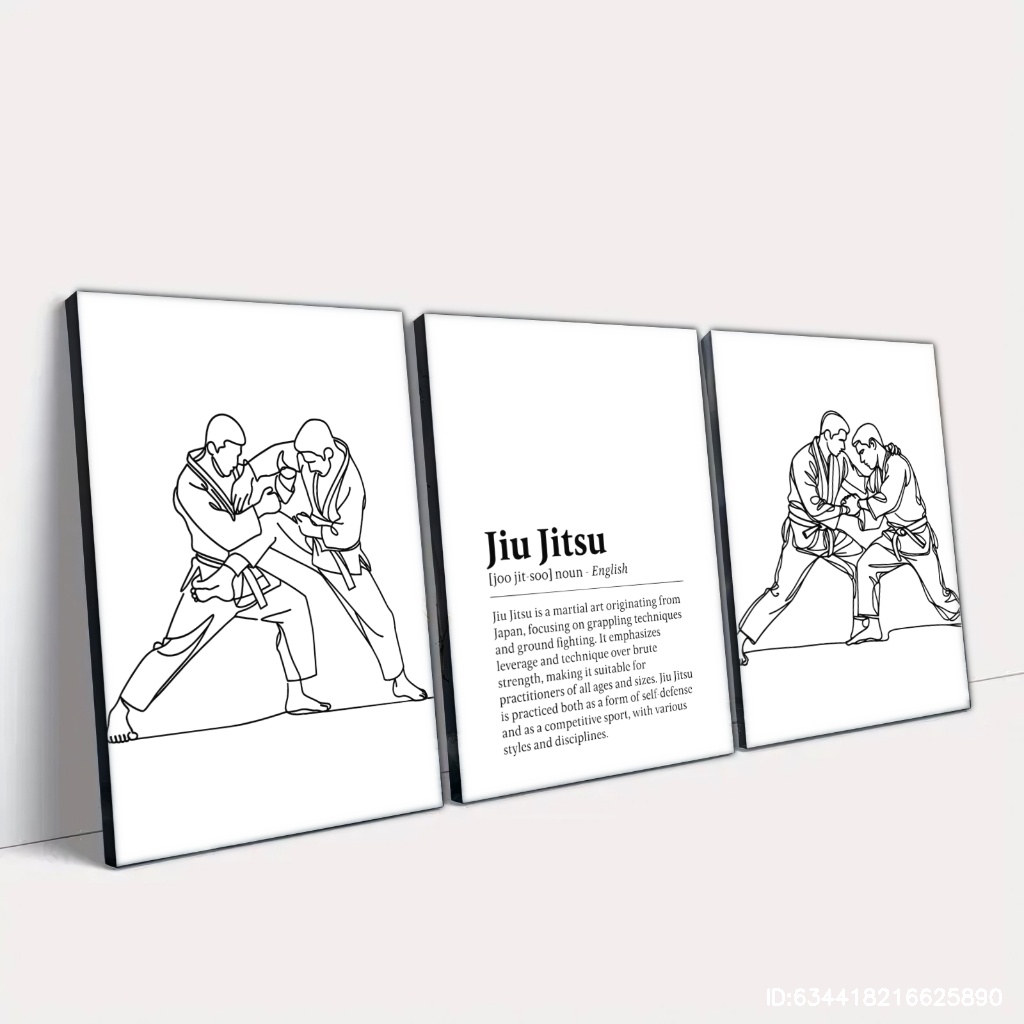 Jiu Jitsu
[joo jit-soo] noun - English
Jiu Jitsu is a martial art originating from
Japan, focusing on grappling techniques
and ground fighting. It emphasizes
leverage and technique over brute
strength, making it suitable for
practitioners of all ages and sizes. Jiu Jitsu
is practiced both as a form of self-defense
and as a competitive sport, with various
styles and disciplines.
ID:634418216625890